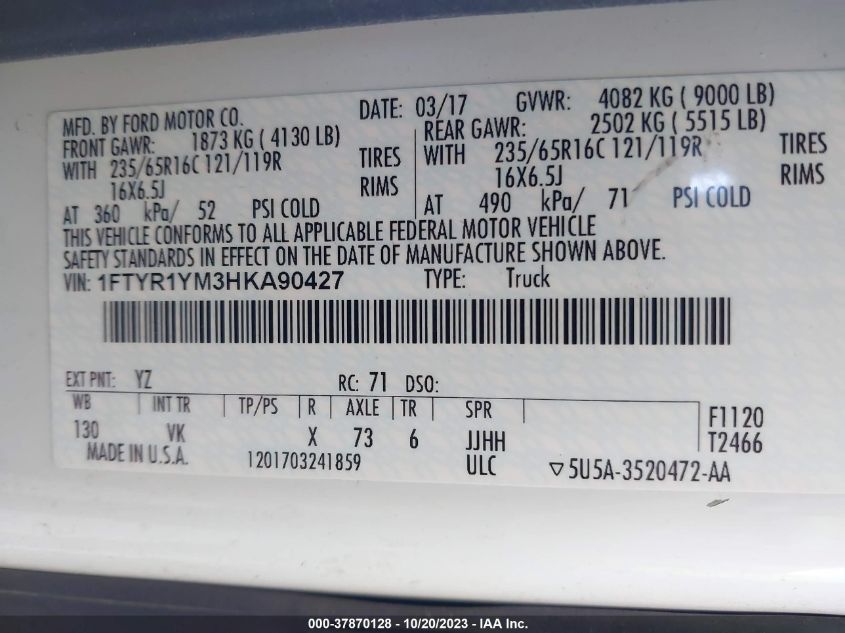 MFD. BY FORD MOTOR CO. DATE: 03/17 GVWR: 4082 KG ( 9000 LB)
FRONT GAWR: 1873 KG ( 4130 LB) REAR GAWR: 2502 KG ( 5515 LB)
WITH 235/65R16C 121/119R TIRES WITH 235/65R16C 121/119R TIRES
16X6.5J RIMS 16X6.5J RIMS
AT 360 kPa/ 52 PSI COLD AT 490 kPa/ 71 PSI COLD
THIS VEHICLE CONFORMS TO ALL APPLICABLE FEDERAL MOTOR VEHICLE
SAFETY STANDARDS IN EFFECT ON THE DATE OF MANUFACTURE SHOWN ABOVE.
VIN: 1FTYR1YM3HKA90427 TYPE: Truck
EXT PNT: YZ RC: 71 DSO:
WB INT TR TP/PS R AXLE TR SPR F1120
130 VK X 73 6 JJHH T2466
MADE IN U.S.A. 1201703241859 ULC ▽5U5A-3520472-AA
000-37870128 - 10/20/2023 - IAA Inc.